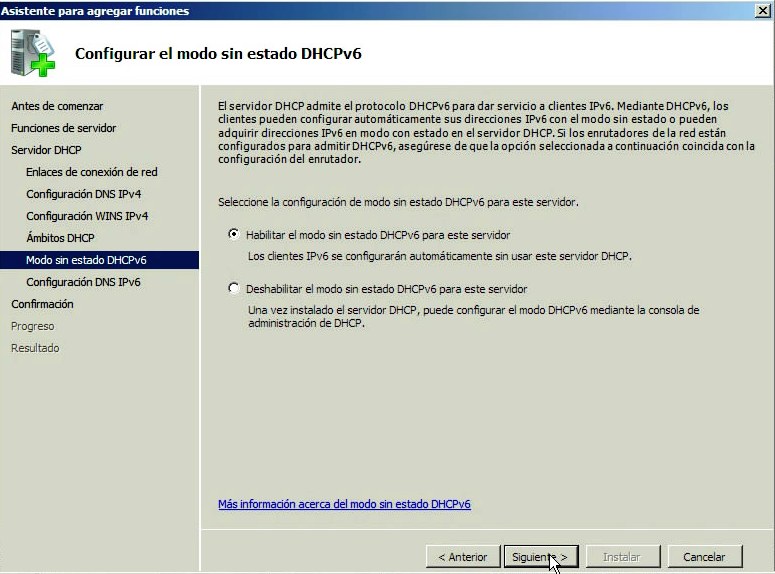 Asistente para agregar funciones
Configurar el modo sin estado DHCPv6
Antes de comenzar
Funciones de servidor
Servidor DHCP
Enlaces de conexión de red
Configuración DNS IPv4
Configuración WINS IPv4
Ámbitos DHCP
Modo sin estado DHCPv6
Configuración DNS IPv6
Confirmación
Progreso
Resultado
El servidor DHCP admite el protocolo DHCPv6 para dar servicio a clientes IPv6. Mediante DHCPv6, los
clientes pueden configurar automáticamente sus direcciones IPv6 con el modo sin estado o pueden
adquirir direcciones IPv6 en modo con estado en el servidor DHCP. Si los enrutadores de la red están
configurados para admitir DHCPv6, asegúrese de que la opción seleccionada a continuación coincida con la
configuración del enrutador.
Seleccione la configuración de modo sin estado DHCPv6 para este servidor.
Habilitar el modo sin estado DHCPv6 para este servidor
Los clientes IPv6 se configurarán automáticamente sin usar este servidor DHCP.
Deshabilitar el modo sin estado DHCPv6 para este servidor
Una vez instalado el servidor DHCP, puede configurar el modo DHCPv6 mediante la consola de
administración de DHCP.
Más información acerca del modo sin estado DHCPv6
< Anterior
Siguiente >
Instalar
Cancelar